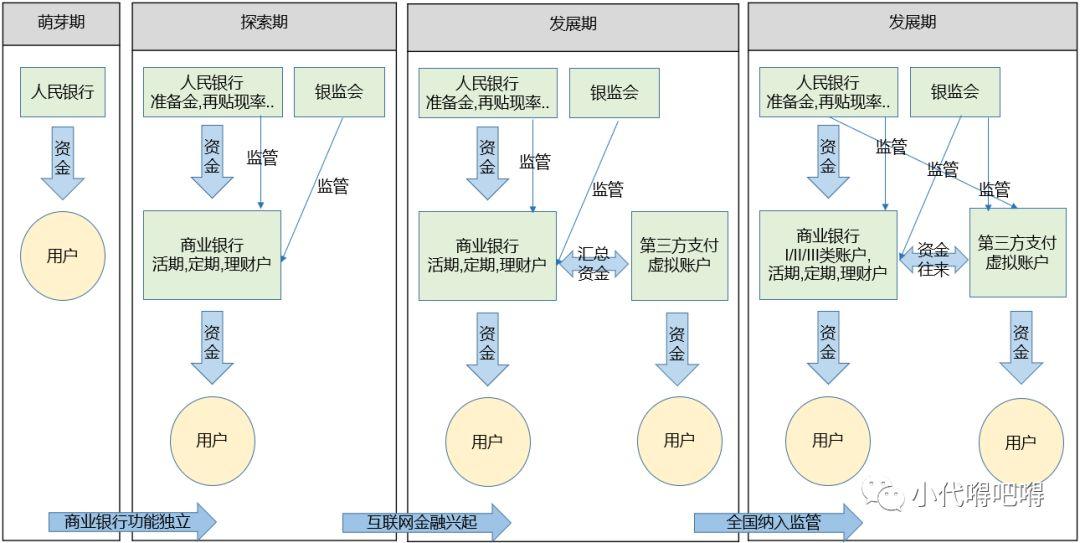 萌芽期
人民银行
资
金
用户
探索期
人民银行
准备金,再贴现率..
银监会
资
金
监管
监管
商业银行
活期,定期,理财户
资
金
用户
发展期
人民银行
准备金,再贴现率..
银监会
资
金
监管
监管
商业银行
活期,定期,理财户
汇总
资金
第三方支付
虚拟账户
资
金
资
金
用户
用户
发展期
人民银行
准备金,再贴现率..
银监会
资
金
监管
监管
监管
商业银行
I/II/III类账户,
活期,定期,理财户
资金
往来
第三方支付
虚拟账户
资
金
资
金
用户
用户
商业银行功能独立
互联网金融兴起
全国纳入监管
小代嘚吧嘚